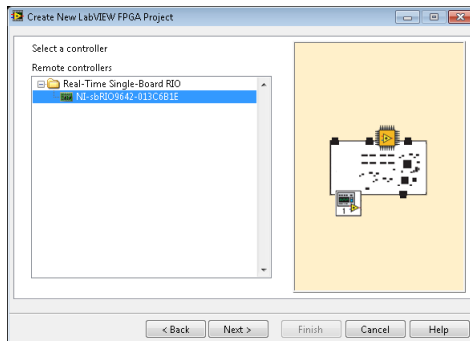 Create New LabVIEW FPGA Project
Select a controller
Remote controllers
Real-Time Single-Board RIO
NI-sbRIO9642-013C6B1E
1
< Back
Next >
Finish
Cancel
Help